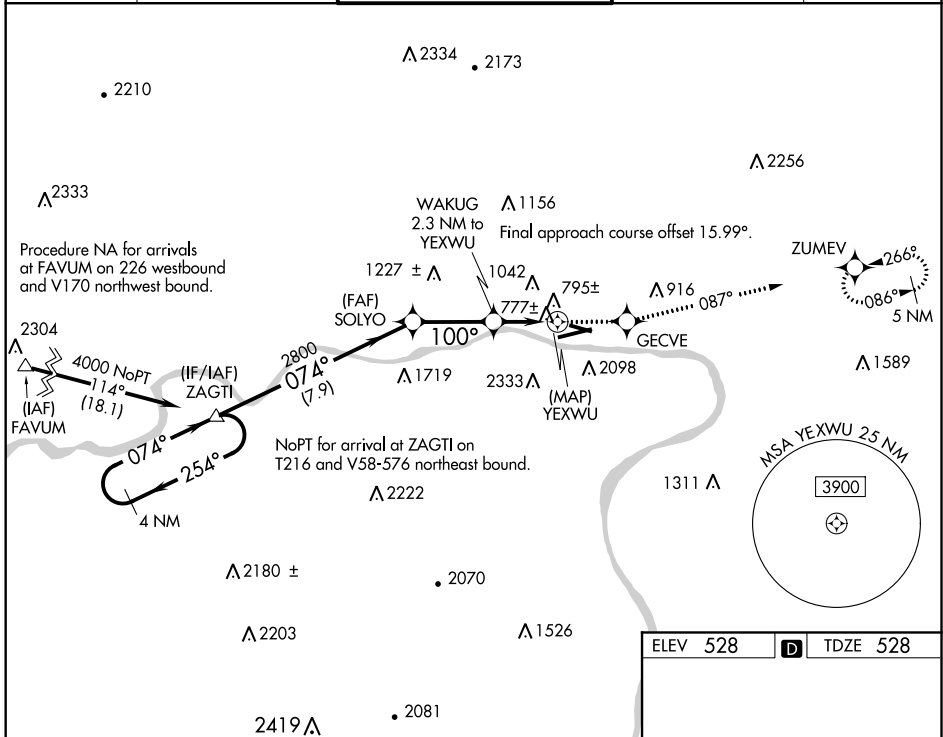 2334
2173
2210
2256
2333
WAKUG
2.3 NM to
YEXWU
1156
Final approach course offset 15.99°.
Procedure NA for arrivals
at FAVUM on 226 westbound
and V170 northwest bound.
ZUMEV
266°
086°
5 NM
1227 ±
1042
795±
777±
916
087°
(FAF)
SOLYO
100°
GECVE
2304
4000 NoPT
114°
(18.1)
(IAF)
FAVUM
(IF/IAF)
ZAGTI
2800
074°
(7.9)
1719
2333
2098
(MAP)
YEXWU
1589
074°
254°
4 NM
NoPT for arrival at ZAGTI on
T216 and V58-576 northeast bound.
2222
1311
MSA YEXWU 25 NM
3900
2180 ±
2070
2203
1526
2419
2081
ELEV 528 D TDZE 528